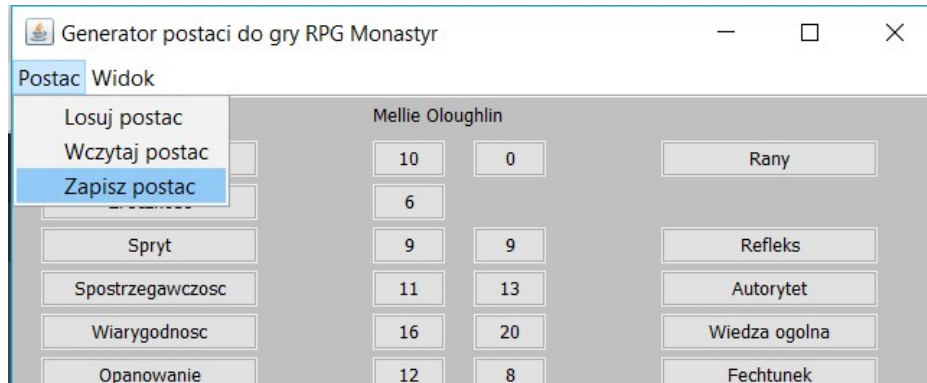 Generator postaci do gry RPG Monastyr
Postac Widok
Losuj postac Mellie Oloughlin
Wczytaj postac 10 0 Rany
Zapisz postac
6
Spryt 9 9 Refleks
Spostrzegawczosc 11 13 Autorytet
Wiarygodnosc 16 20 Wiedza ogolna
Opanowanie 12 8 Fechtunek